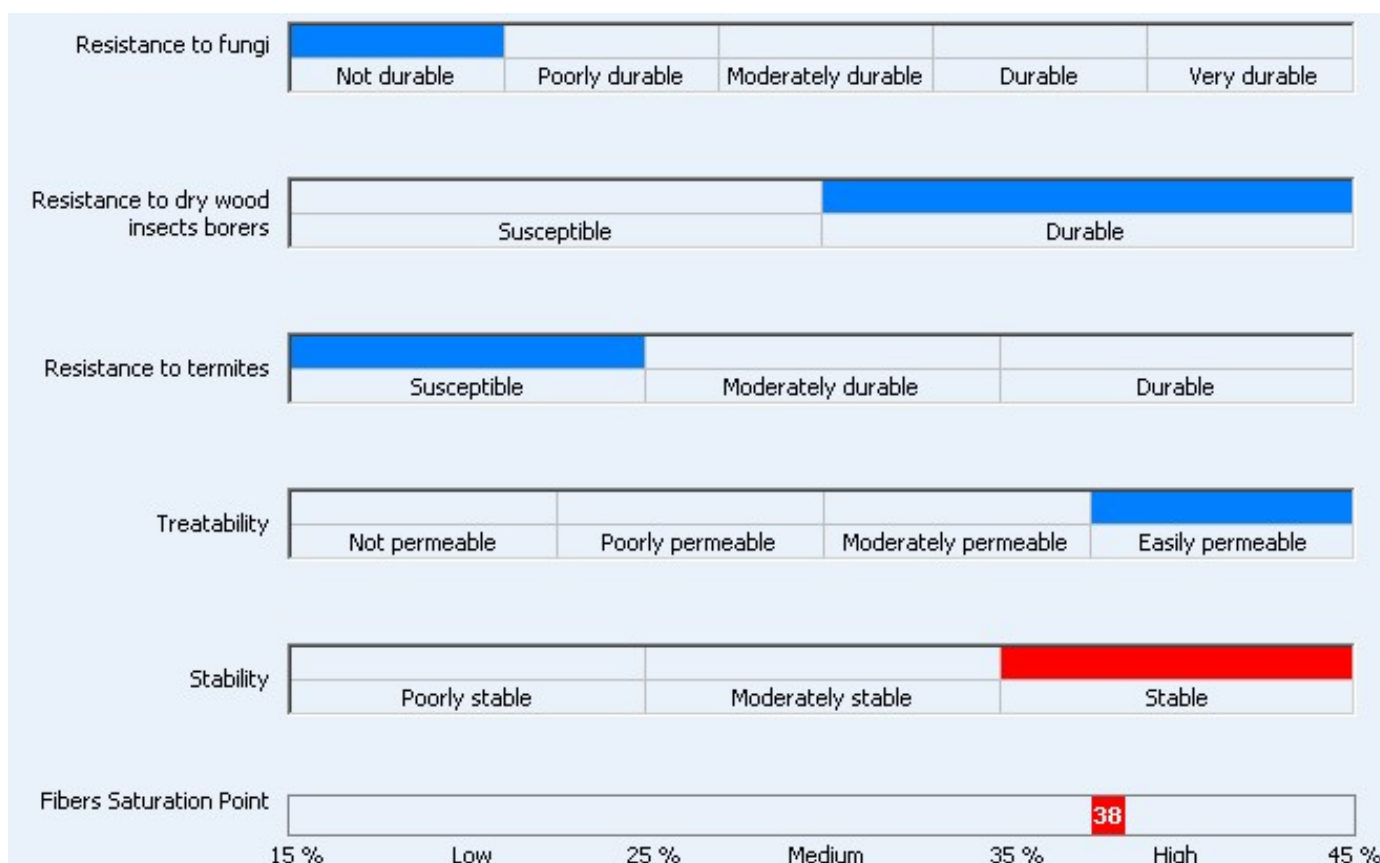 Resistance to fungi
Not durable Poorly durable Moderately durable Durable Very durable
Resistance to dry wood
insects borers
Susceptible Durable
Resistance to termites
Susceptible Moderately durable Durable
Treatability
Not permeable Poorly permeable Moderately permeable Easily permeable
Stability
Poorly stable Moderately stable Stable
Fibers Saturation Point
38
15 % Low 25 % Medium 35 % High 45 %